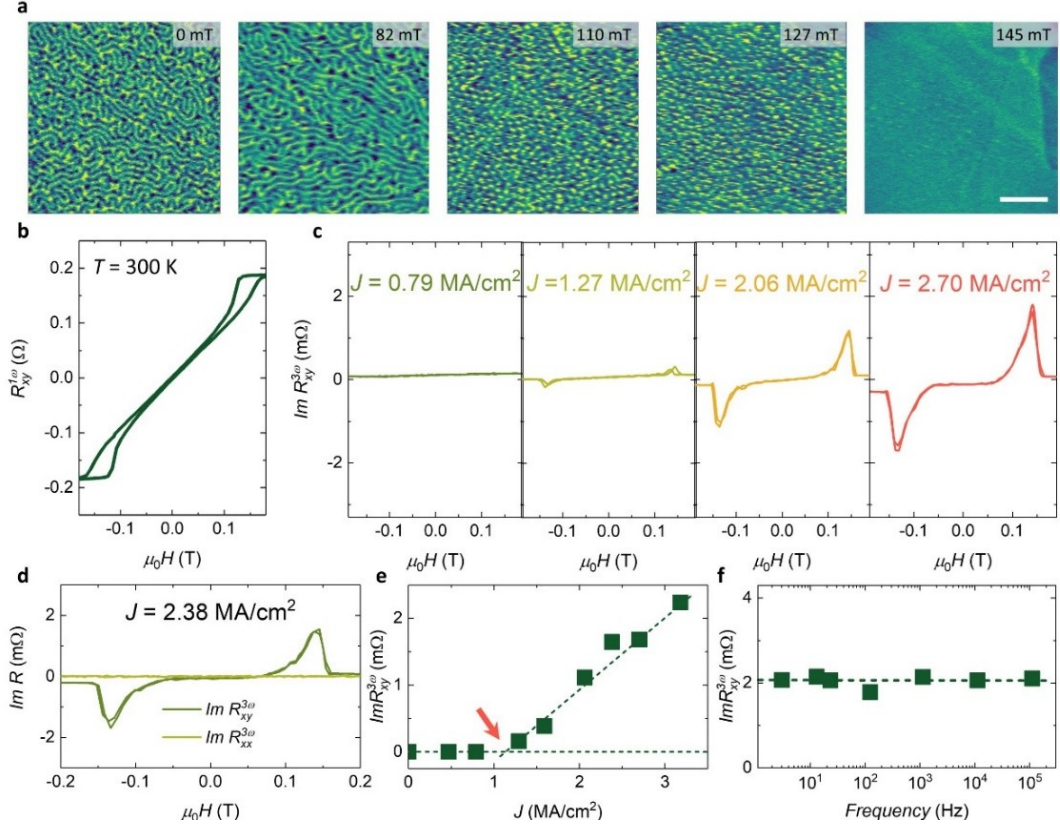 a
0 mT
82 mT
110 mT
127 mT
145 mT
b
T = 300 K
R_xy^1ω (Ω)
0.2
0.1
0.0
-0.1
-0.2
-0.1 0.0 0.1
μ₀H (T)
c
J = 0.79 MA/cm²
J =1.27 MA/cm²
J = 2.06 MA/cm²
J = 2.70 MA/cm²
Im R_xy^3ω (mΩ)
2
0
-2
-0.1 0.0 0.1
-0.1 0.0 0.1
-0.1 0.0 0.1
-0.1 0.0 0.1
μ₀H (T)
μ₀H (T)
μ₀H (T)
d
J = 2.38 MA/cm²
Im R (mΩ)
2
0
-2
Im R_xy^3ω
Im R_xx^3ω
-0.2 -0.1 0.0 0.1 0.2
μ₀H (T)
e
ImR_xy^3ω (mΩ)
2
1
0
0 1 2 3
J (MA/cm²)
f
ImR_xy^3ω (mΩ)
4
2
0
10¹ 10² 10³ 10⁴ 10⁵
Frequency (Hz)